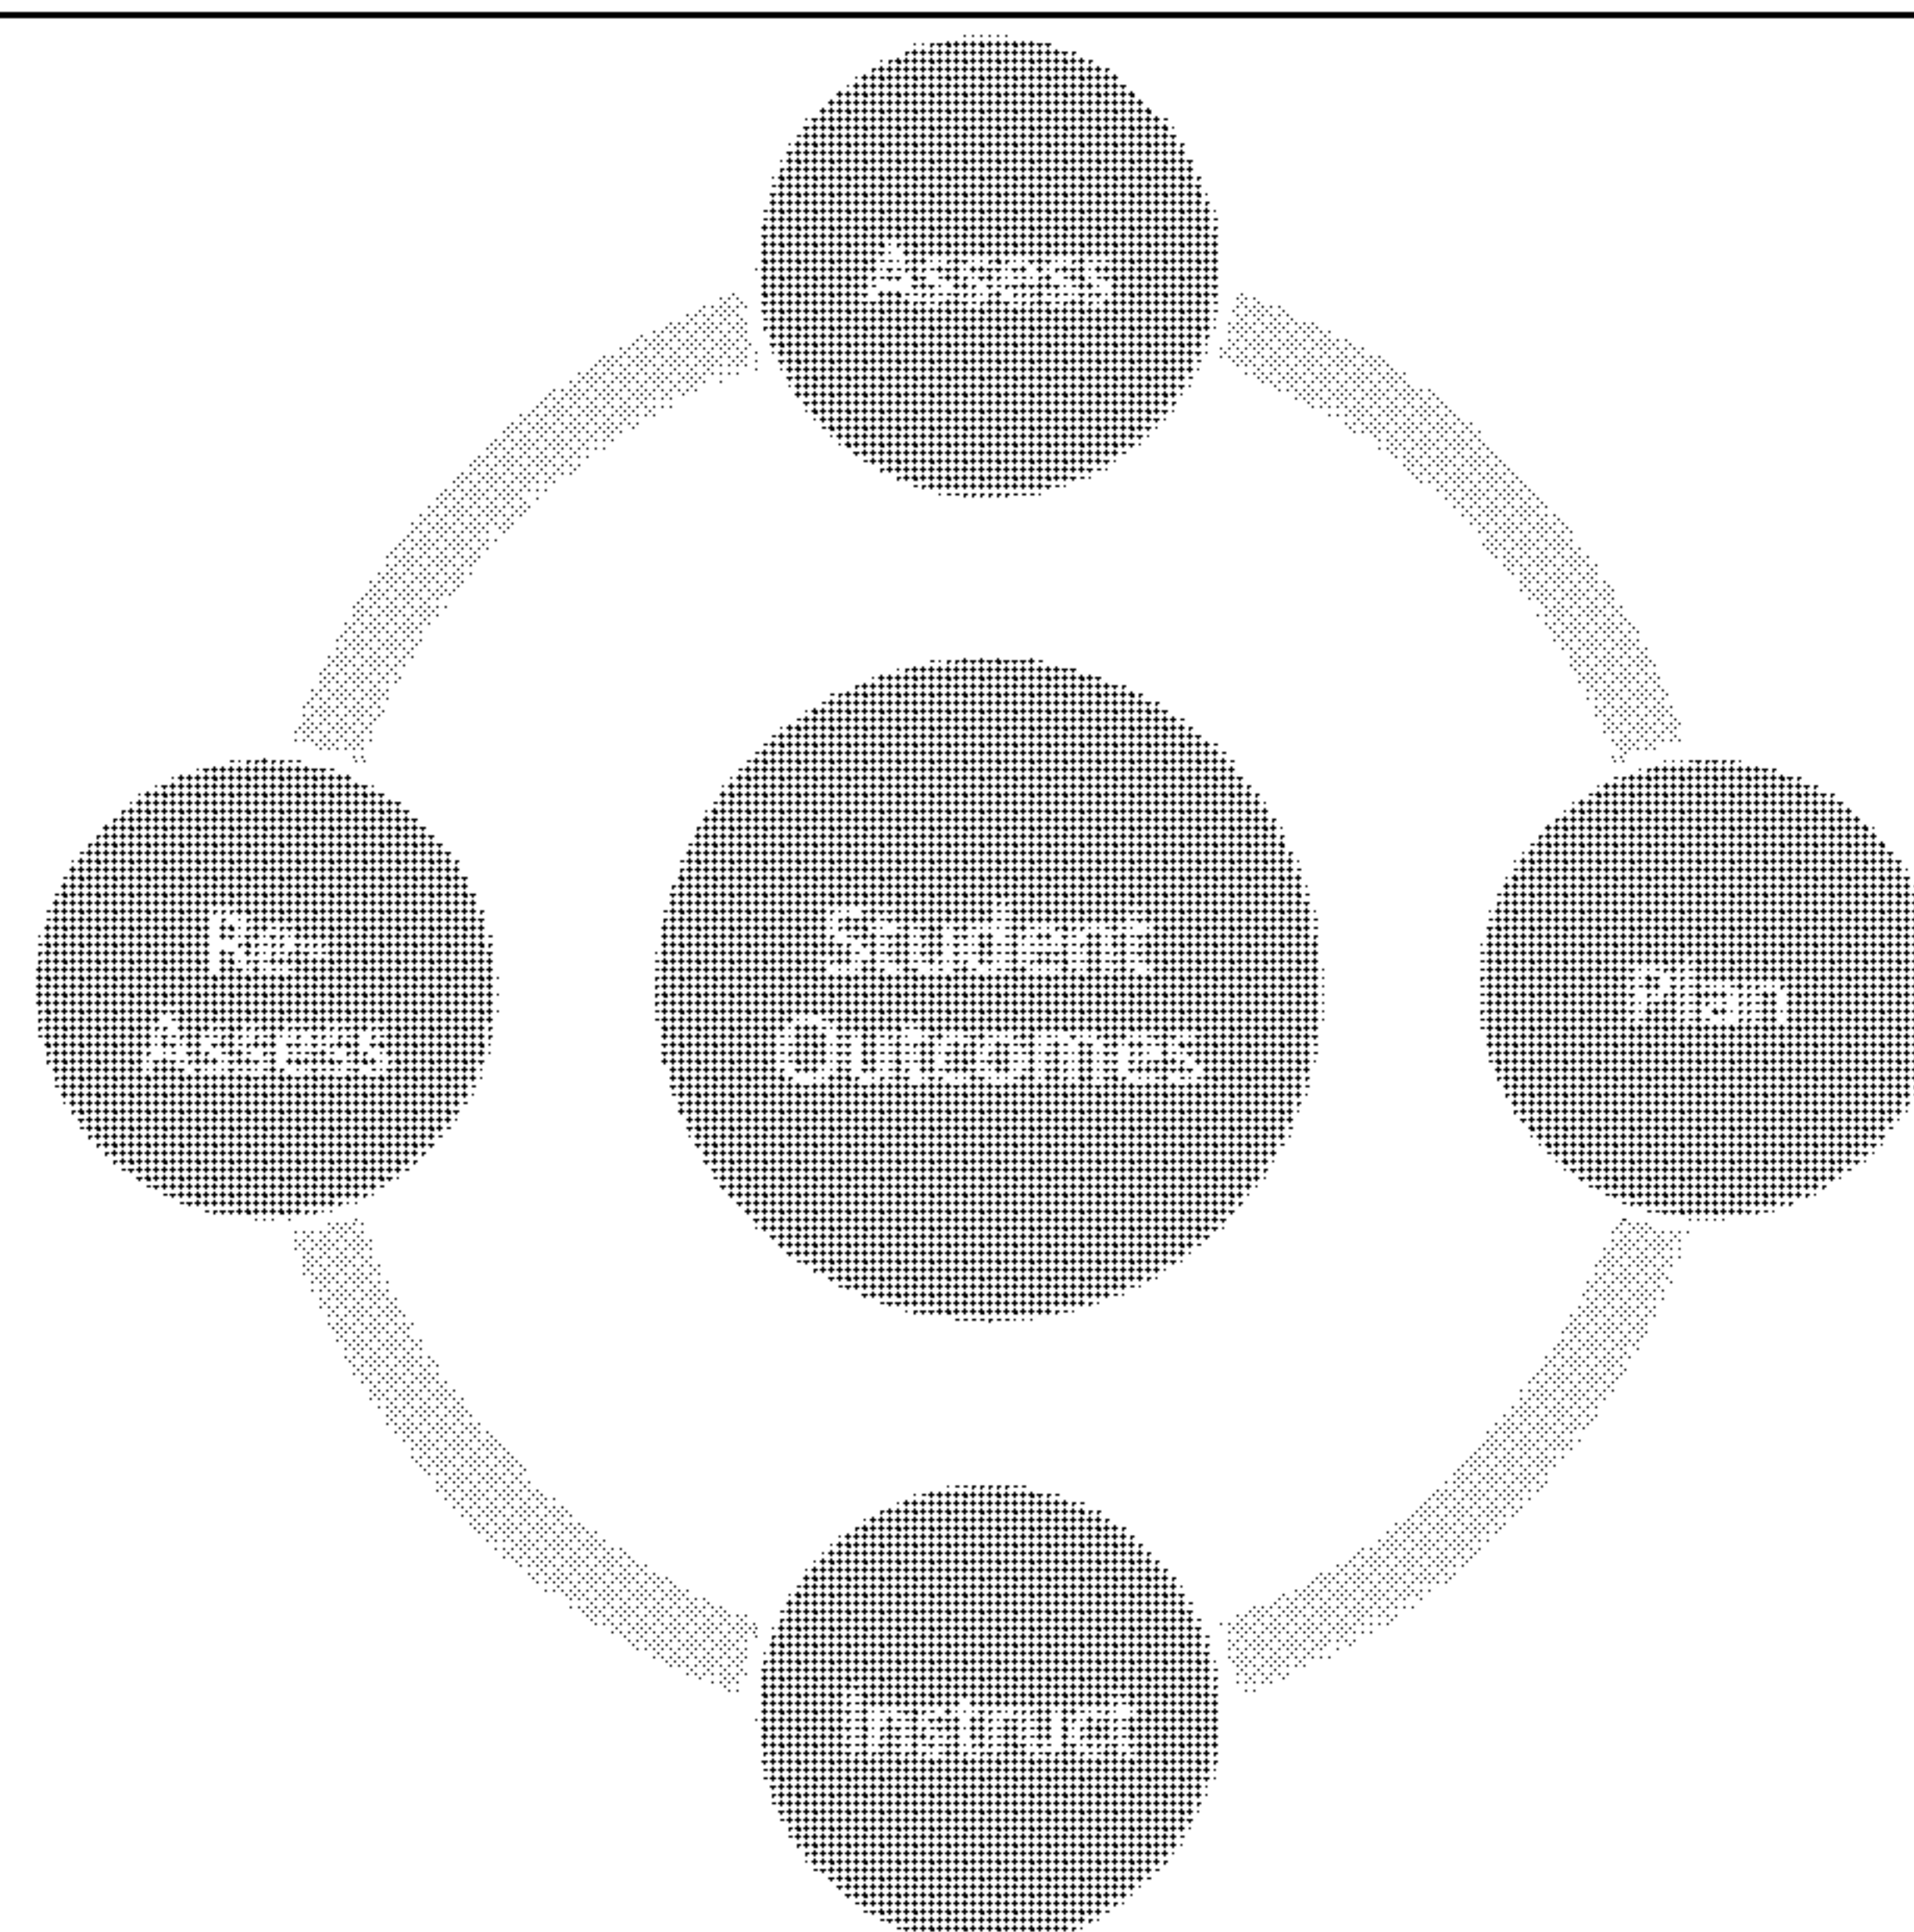 Assess
Student
Outcomes
Plan
Instruct
Re-
Assess